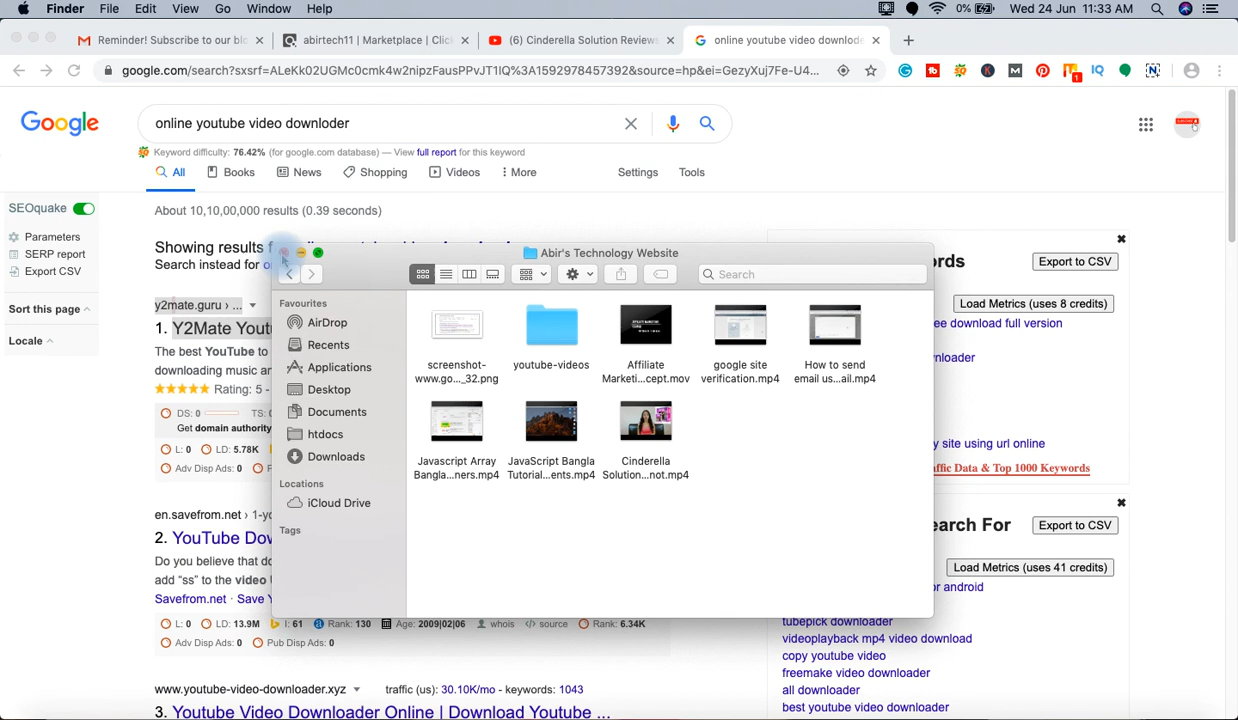 Finder File Edit View Go Window Help 0% Wed 24 Jun 11:33 AM
Reminder! Subscribe to our blo abirtech11 | Marketplace | Click (6) Cinderella Solution Reviews online youtube video downlode
google.com/search?sxsrf=ALeKk02UGMc0cmk4w2nipzFausPPvJT1IQ%3A1592978457392&source=hp&ei=GezyXuj7Fe-U4...
Google online youtube video downloder
Keyword difficulty: 76.42% (for google.com database) — View full report for this keyword
All Books News Shopping Videos More Settings Tools
SEOquake
Parameters
SERP report
Export CSV
Sort this page
Locale
About 10,10,00,000 results (0.39 seconds)
Showing results f
Search instead for
y2mate.guru › ...
1. Y2Mate Yout
The best YouTube to
downloading music an
Rating: 5 -
DS: 0 TS:
Get domain authority
L: 0 LD: 5.78K
Adv Disp Ads: 0
en.savefrom.net › 1-yo
2. YouTube Dow
Do you believe that do
add “ss” to the video U
Savefrom.net · Save Y
L: 0 LD: 13.9M I: 61 Rank: 130 Age: 2009|02|06 whois source Rank: 6.34K
Adv Disp Ads: 0 Pub Disp Ads: 0
www.youtube-video-downloader.xyz traffic (us): 30.10K/mo - keywords: 1043
3. Youtube Video Downloader Online | Download Youtube ...
Abir's Technology Website
Search
Favourites
AirDrop
Recents
Applications
Desktop
Documents
htdocs
Downloads
Locations
iCloud Drive
Tags
screenshot-
www.go..._32.png
youtube-videos
Affiliate
Marketi...cept.mov
google site
verification.mp4
How to send
email us...ail.mp4
Javascript Array
Bangla...ners.mp4
JavaScript Bangla
Tutorial...ents.mp4
Cinderella
Solution...not.mp4
ords Export to CSV
Load Metrics (uses 8 credits)
ee download full version
nloader
y site using url online
ffic Data & Top 1000 Keywords
earch For Export to CSV
Load Metrics (uses 41 credits)
or android
tubepick downloader
videoplayback mp4 video download
copy youtube video
freemake video downloader
all downloader
best youtube video downloader